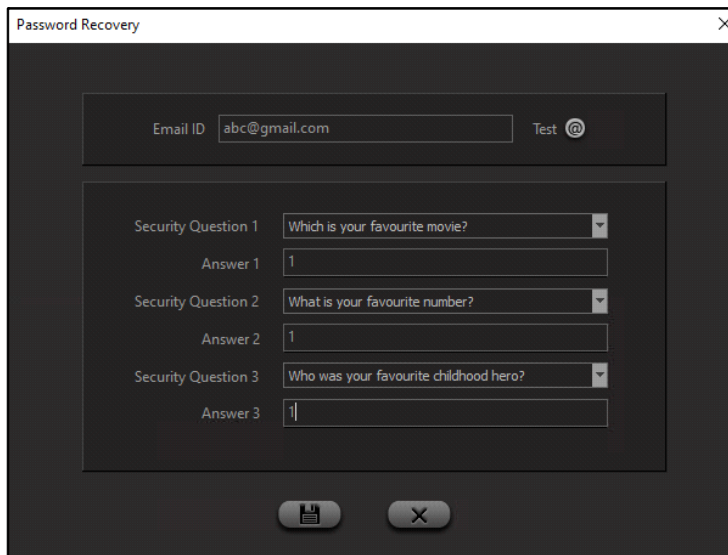 Password Recovery
Email ID abc@gmail.com Test @
Security Question 1 Which is your favourite movie?
Answer 1 1
Security Question 2 What is your favourite number?
Answer 2 1
Security Question 3 Who was your favourite childhood hero?
Answer 3 1